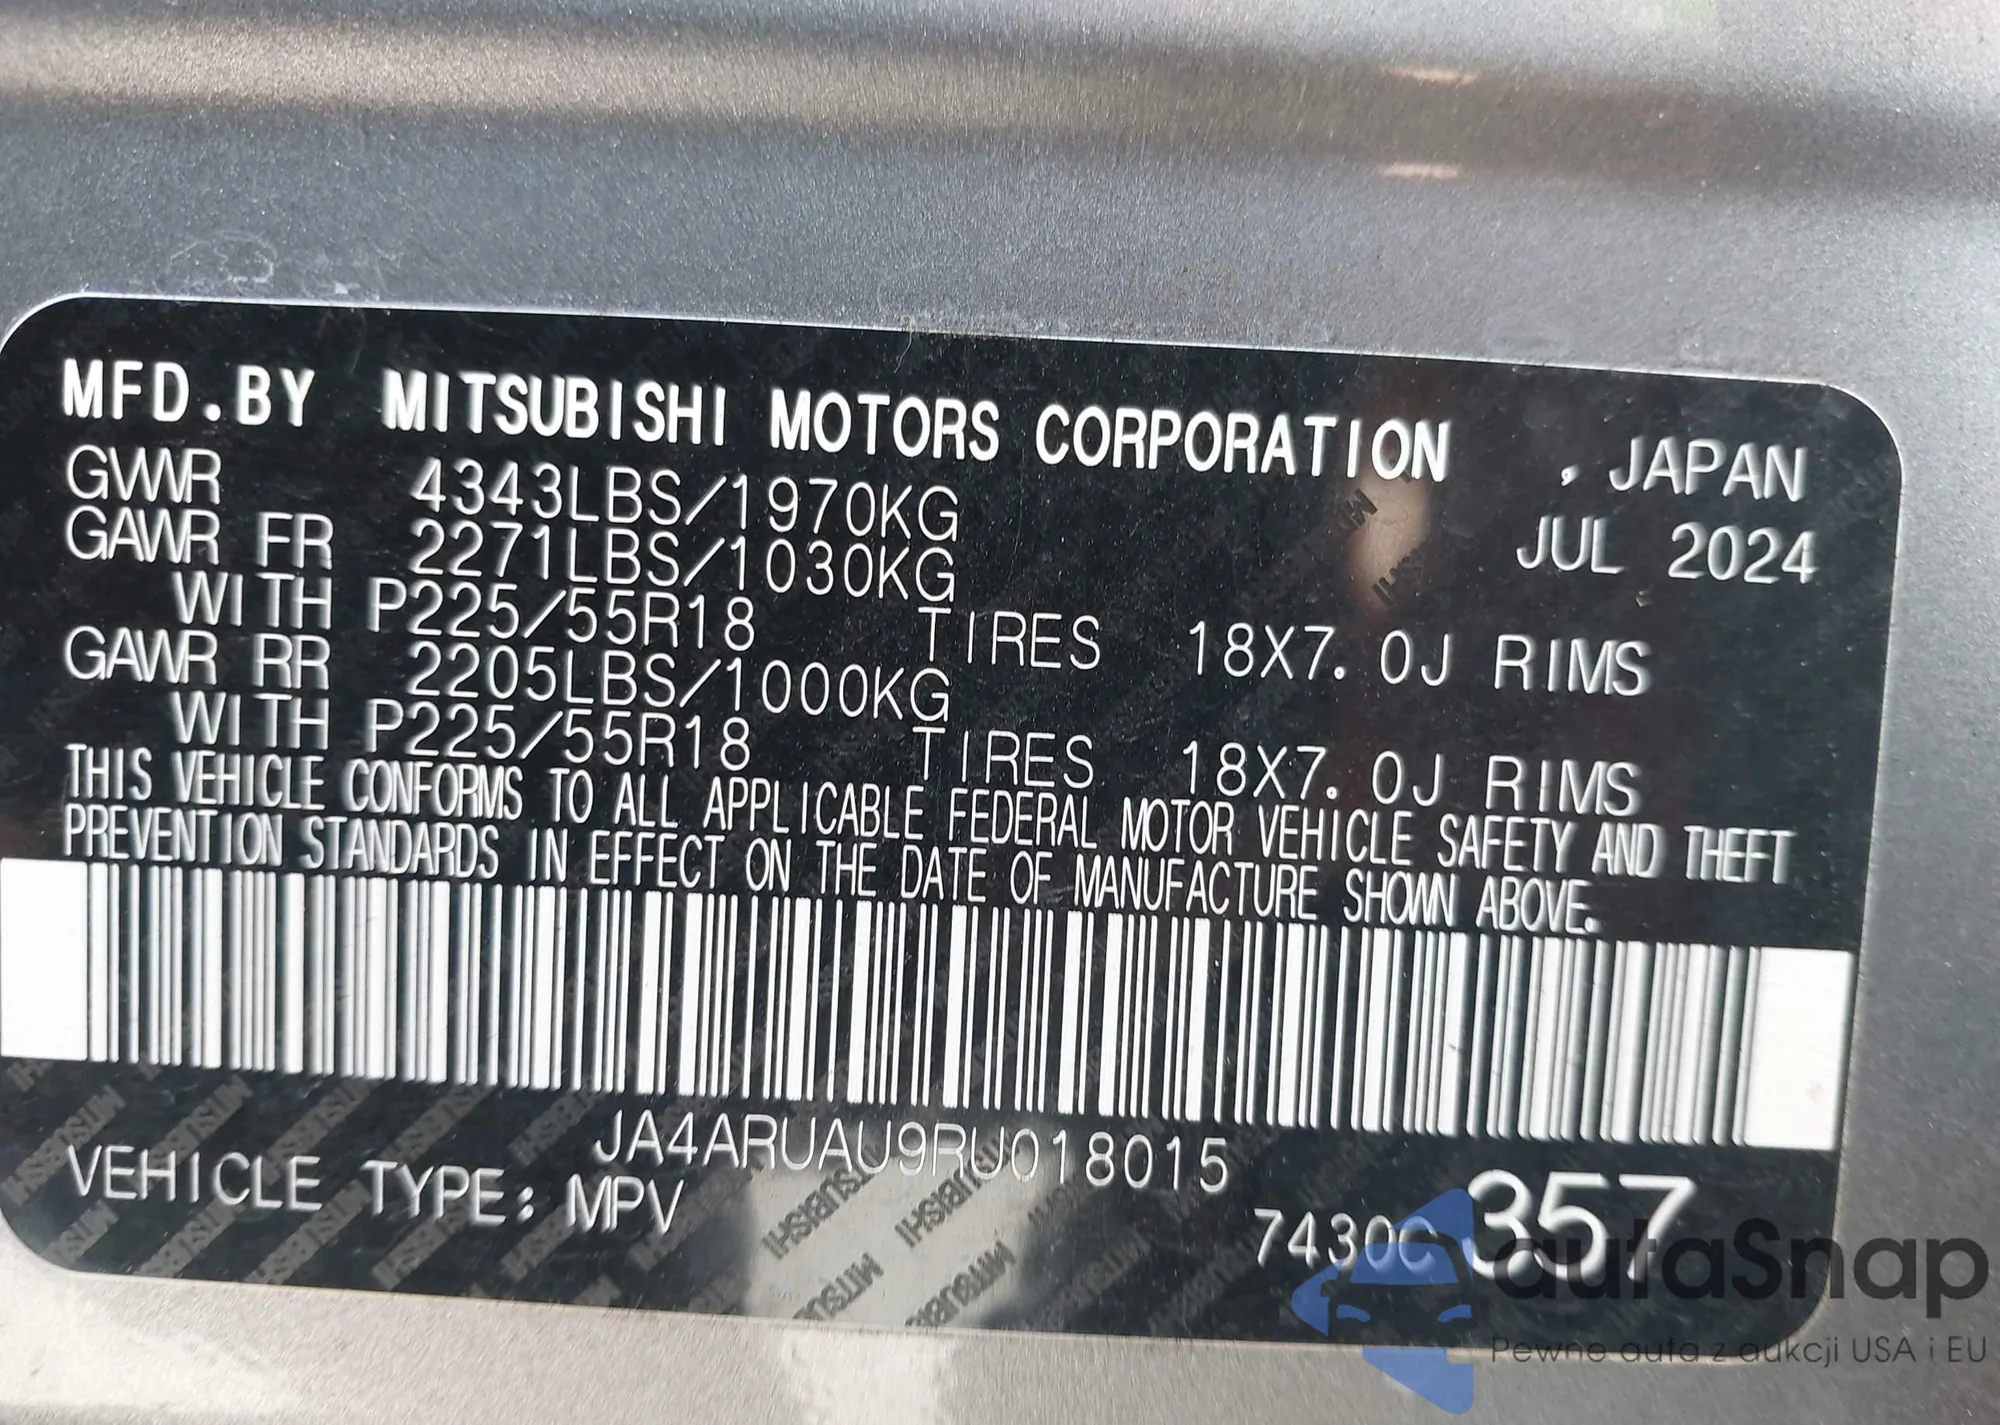 MFD.BY MITSUBISHI MOTORS CORPORATION , JAPAN
GVWR 4343LBS/1970KG JUL 2024
GAWR FR 2271LBS/1030KG
WITH P225/55R18 TIRES 18X7.0J RIMS
GAWR RR 2205LBS/1000KG
WITH P225/55R18 TIRES 18X7.0J RIMS
THIS VEHICLE CONFORMS TO ALL APPLICABLE FEDERAL MOTOR VEHICLE SAFETY AND THEFT
PREVENTION STANDARDS IN EFFECT ON THE DATE OF MANUFACTURE SHOWN ABOVE.
JA4ARUAU9RU018015
VEHICLE TYPE: MPV
357
autaSnap
Pewne auta z aukcji USA i EU